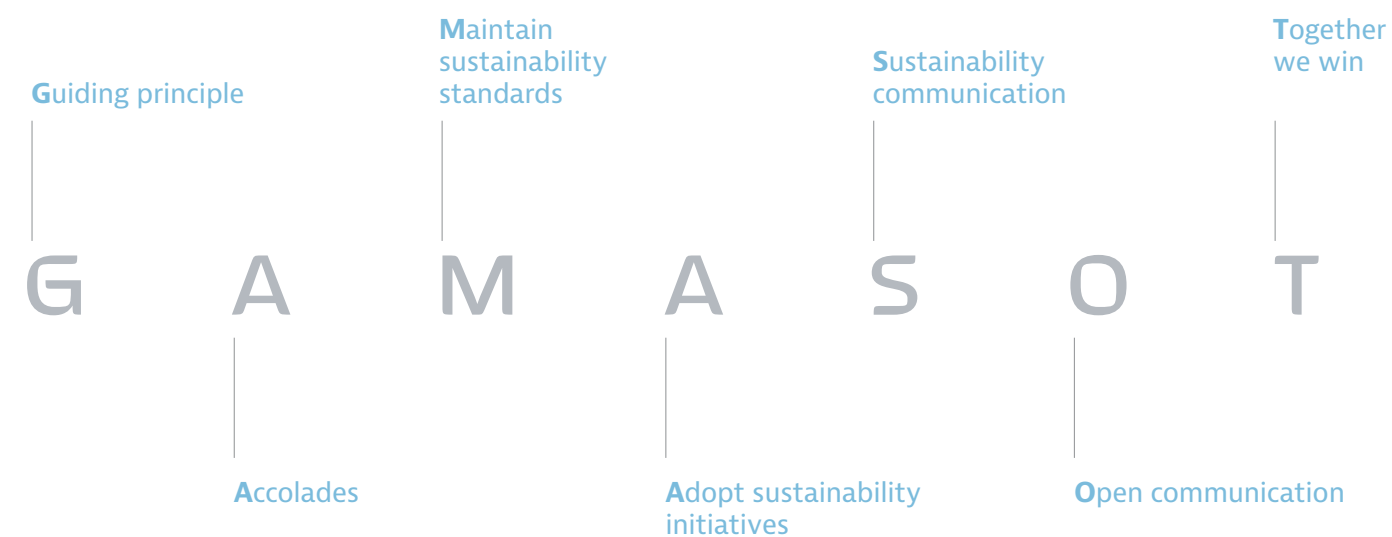 Guiding principle
Maintain
sustainability
standards
Sustainability
communication
Together
we win
G A M A S O T
Accolades
Adopt sustainability
initiatives
Open communication